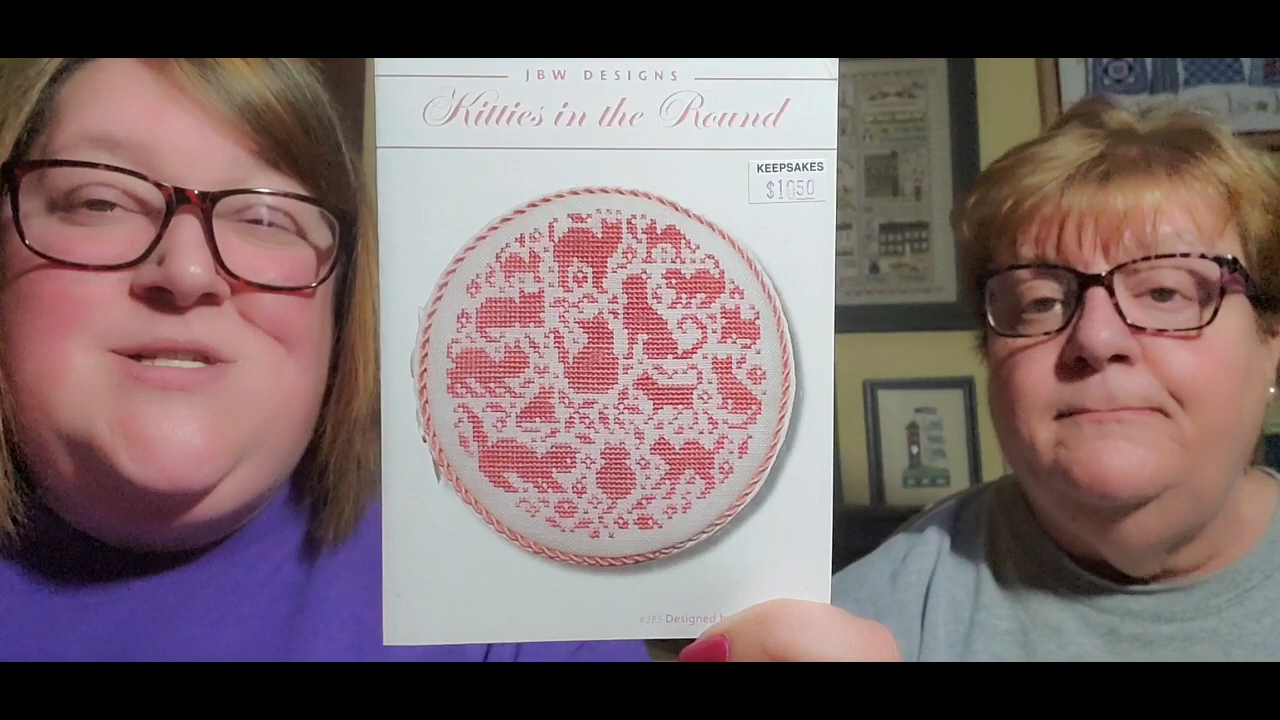 JBW DESIGNS
Kitties in the Round
KEEPSAKES
$10.50
#385 Designed b